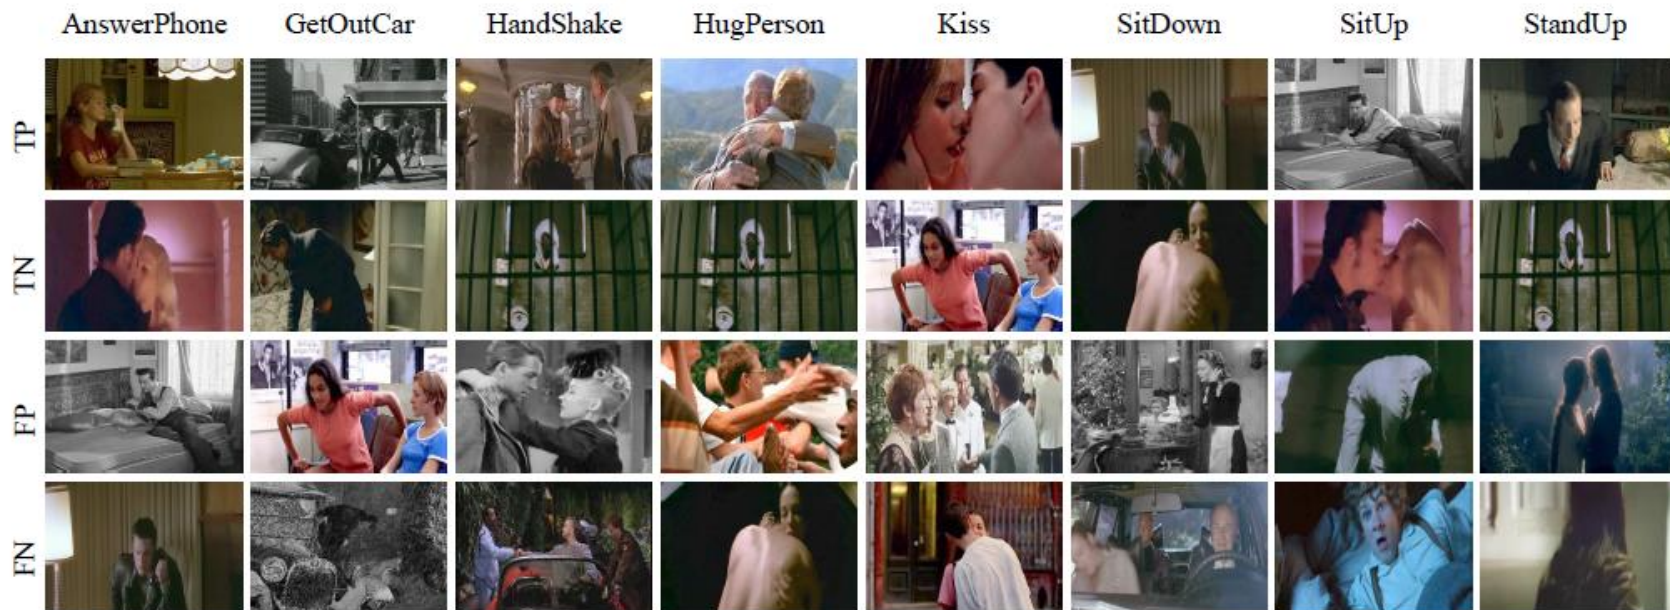 AnswerPhone GetOutCar HandShake HugPerson Kiss SitDown SitUp StandUp
TP
TN
FP
FN